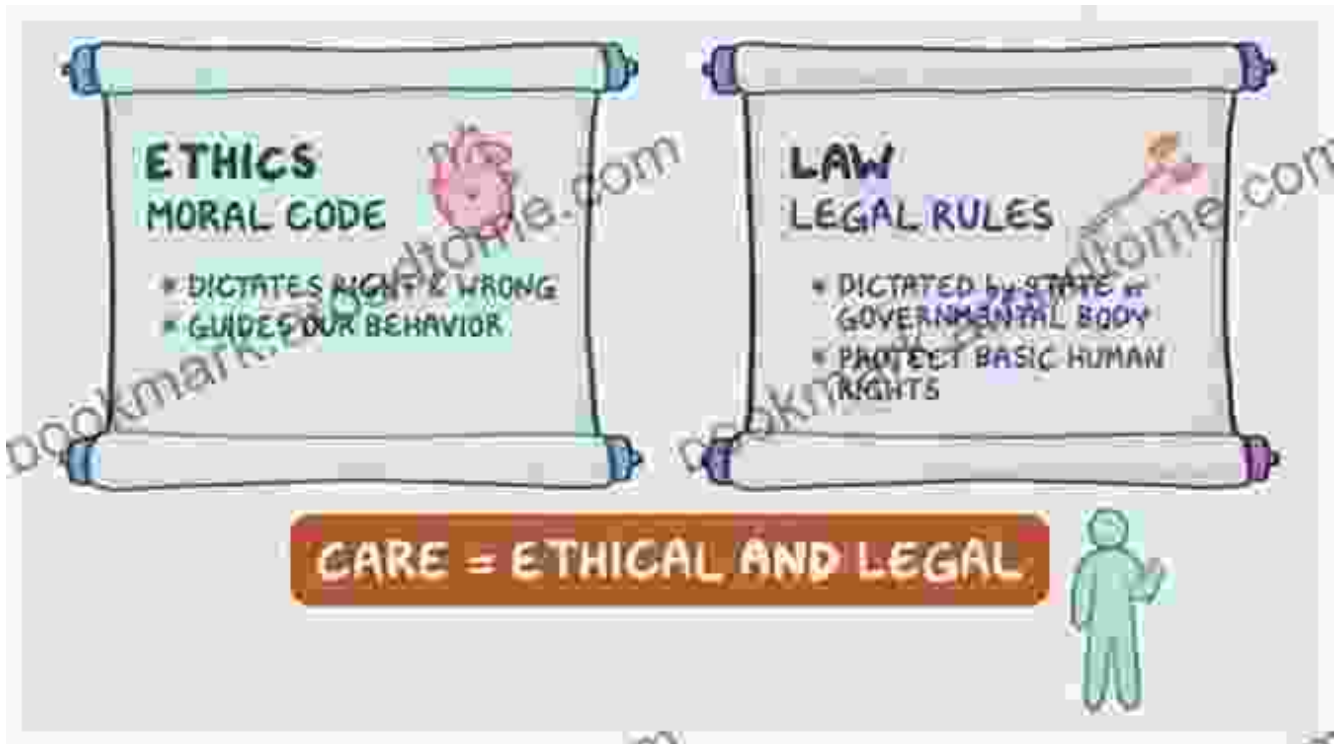 ETHICS
MORAL CODE
* DICTATES RIGHT & WRONG
* GUIDES OUR BEHAVIOR
LAW
LEGAL RULES
* DICTATED by STATE or
GOVERNMENTAL BODY
* PROTECT BASIC HUMAN
RIGHTS
CARE = ETHICAL AND LEGAL